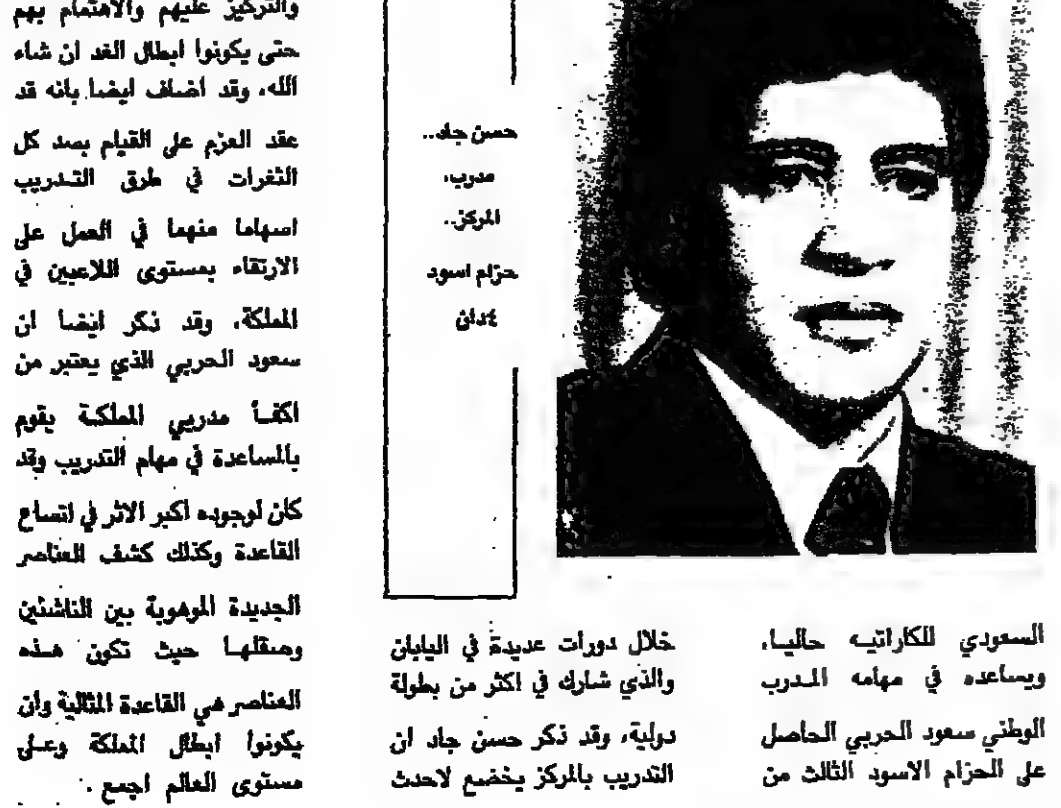 السعودي للكاراتيه حاليا،
ويساعده في مهامه المدرب
الوطني سعود الحربي الحاصل
على الحزام الاسود الثالث من
حسن جاد..
مدرب،
المركز..
حزام اسود
٤دان
خلال دورات عديدة في اليابان
والذي شارك في اكثر من بطولة
دولية، وقد ذكر حسن جاد ان
التدريب بالمركز يخضع لاحدث
والتركيز عليهم والاهتمام بهم
حتى يكونوا ابطال الغد ان شاء
الله، وقد اضاف ايضا بانه قد
عقد العزم على القيام بسد كل
الثغرات في طرق التدريب
اسهاما منهما في العمل على
الارتقاء بمستوى اللاعبين في
المملكة، وقد ذكر ايضا ان
سعود الحربي الذي يعتبر من
اكفأ مدربي المملكة يقوم
بالمساعدة في مهام التدريب وقد
كان لوجوده اكبر الاثر في اتساع
القاعدة وكذلك كشف العناصر
الجديدة الموهوبة بين الناشئين
وصقلها حيث تكون هذه
العناصر هي القاعدة المثالية وان
يكونوا ابطال المملكة وعلى
مستوى العالم اجمع .